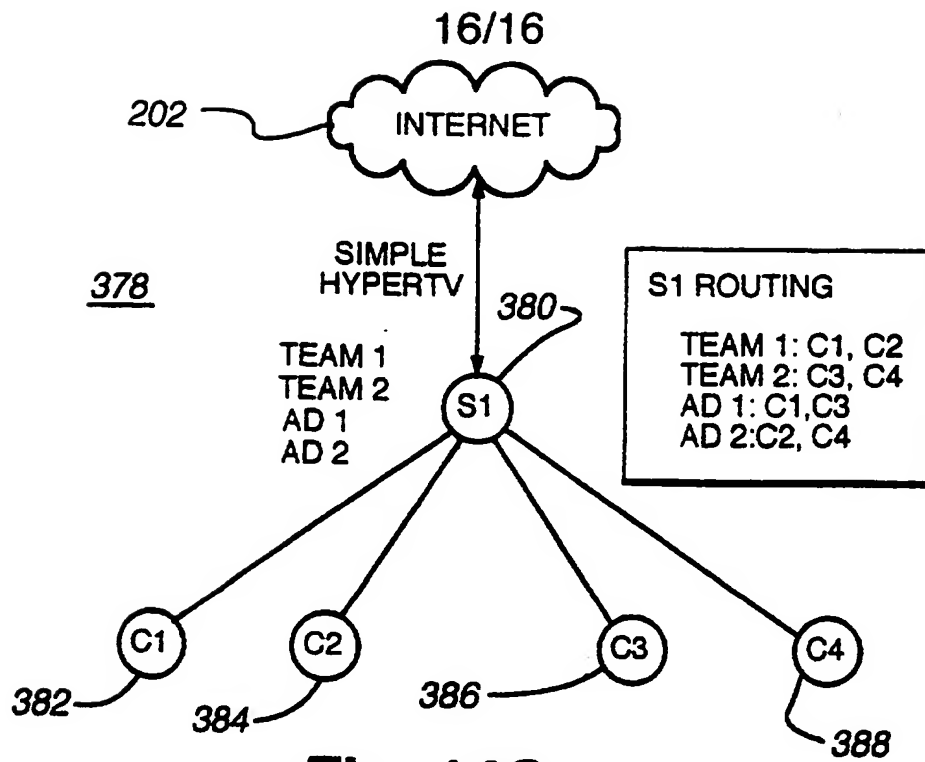 16/16
202
INTERNET
SIMPLE
HYPERTV
378
380
S1 ROUTING
TEAM 1: C1, C2
TEAM 2: C3, C4
AD 1: C1,C3
AD 2:C2, C4
TEAM 1
TEAM 2
AD 1
AD 2
S1
C1
C2
C3
C4
382
384
386
388